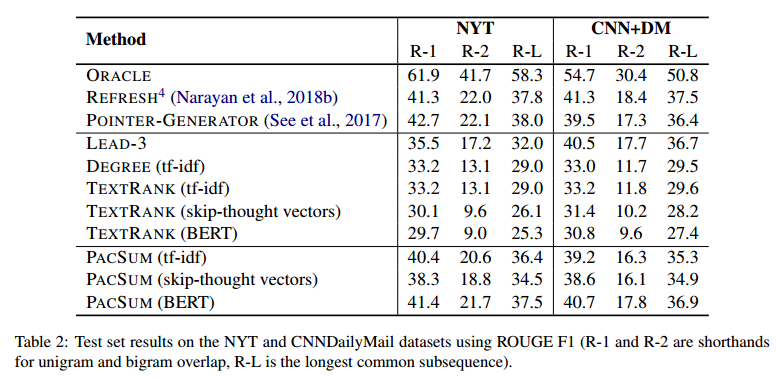 Method NYT CNN+DM
R-1 R-2 R-L R-1 R-2 R-L
ORACLE 61.9 41.7 58.3 54.7 30.4 50.8
REFRESH4 (Narayan et al., 2018b) 41.3 22.0 37.8 41.3 18.4 37.5
POINTER-GENERATOR (See et al., 2017) 42.7 22.1 38.0 39.5 17.3 36.4
LEAD-3 35.5 17.2 32.0 40.5 17.7 36.7
DEGREE (tf-idf) 33.2 13.1 29.0 33.0 11.7 29.5
TEXTRANK (tf-idf) 33.2 13.1 29.0 33.2 11.8 29.6
TEXTRANK (skip-thought vectors) 30.1 9.6 26.1 31.4 10.2 28.2
TEXTRANK (BERT) 29.7 9.0 25.3 30.8 9.6 27.4
PACSUM (tf-idf) 40.4 20.6 36.4 39.2 16.3 35.3
PACSUM (skip-thought vectors) 38.3 18.8 34.5 38.6 16.1 34.9
PACSUM (BERT) 41.4 21.7 37.5 40.7 17.8 36.9
Table 2: Test set results on the NYT and CNNDailyMail datasets using ROUGE F1 (R-1 and R-2 are shorthands
for unigram and bigram overlap, R-L is the longest common subsequence).